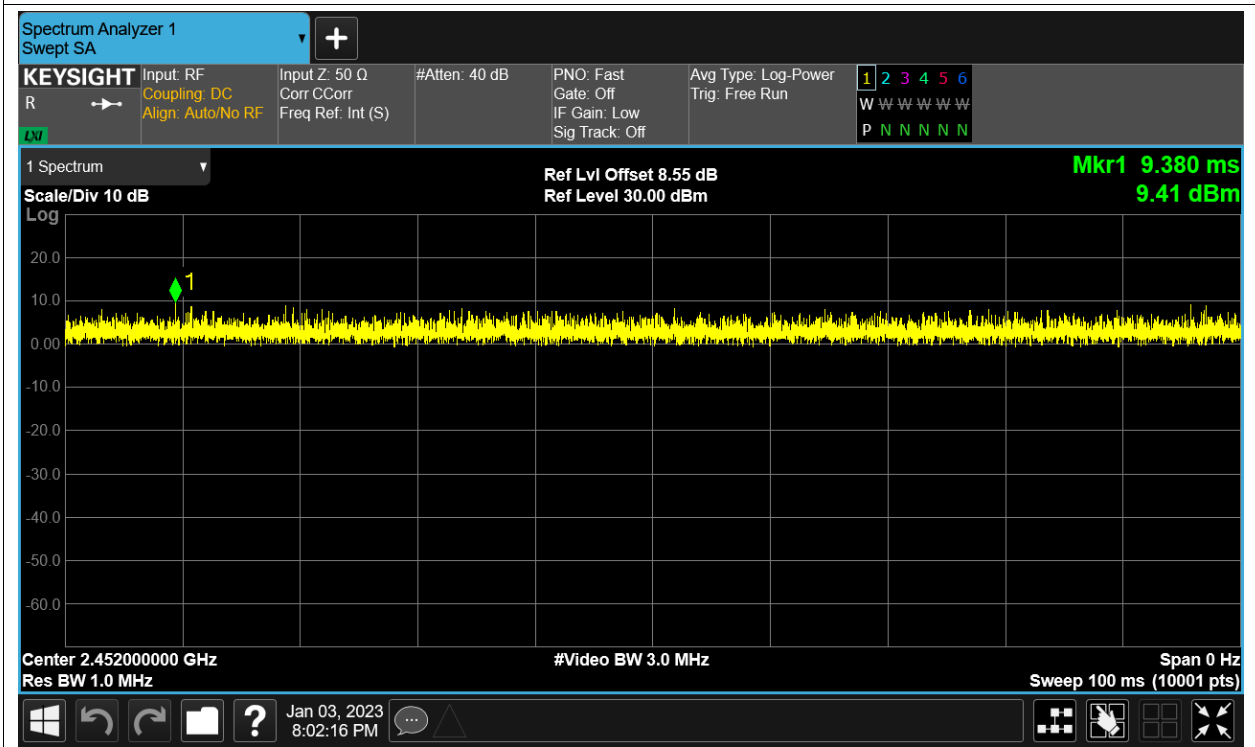 Spectrum Analyzer 1
Swept SA
+
KEYSIGHT
R
LXI
Input: RF
Coupling: DC
Align: Auto/No RF
Input Z: 50 Ω
Corr CCorr
Freq Ref: Int (S)
#Atten: 40 dB
PNO: Fast
Gate: Off
IF Gain: Low
Sig Track: Off
Avg Type: Log-Power
Trig: Free Run
1 2 3 4 5 6
W W W W W W
P N N N N N
1 Spectrum
Scale/Div 10 dB
Ref Lvl Offset 8.55 dB
Ref Level 30.00 dBm
Mkr1 9.380 ms
9.41 dBm
Log
20.0
10.0
0.00
-10.0
-20.0
-30.0
-40.0
-50.0
-60.0
1
Center 2.452000000 GHz
Res BW 1.0 MHz
#Video BW 3.0 MHz
Span 0 Hz
Sweep 100 ms (10001 pts)
?
Jan 03, 2023
8:02:16 PM